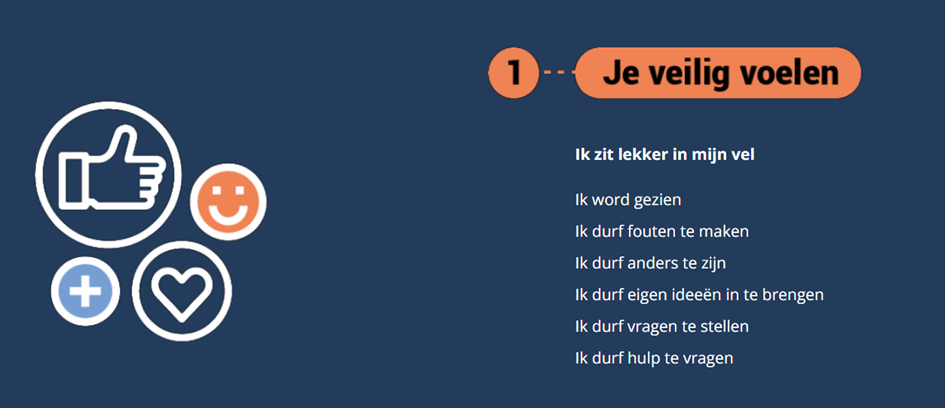 1 Je veilig voelen
Ik zit lekker in mijn vel
Ik word gezien
Ik durf fouten te maken
Ik durf anders te zijn
Ik durf eigen ideeën in te brengen
Ik durf vragen te stellen
Ik durf hulp te vragen